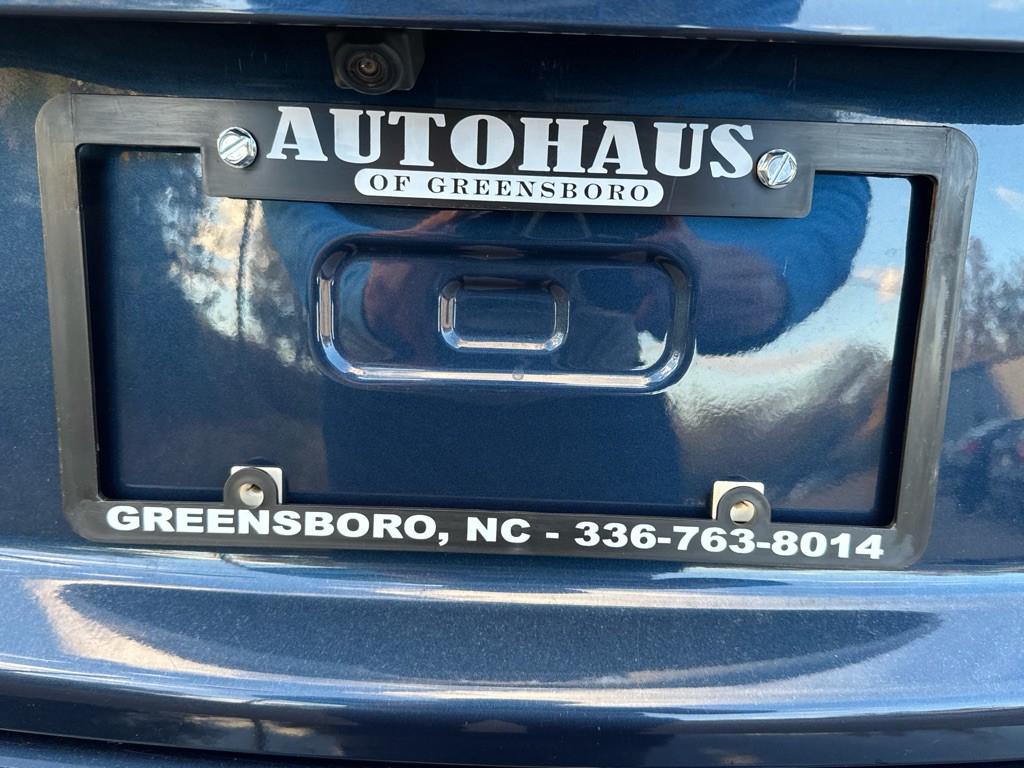 AUTOHAUS
OF GREENSBORO
GREENSBORO, NC - 336-763-8014